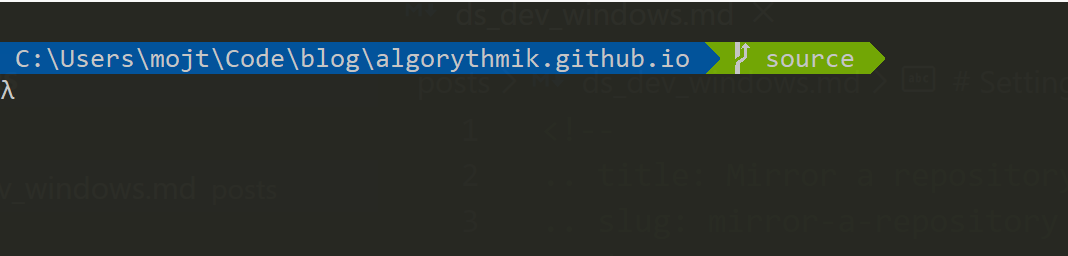 ds_dev_windows.md
C:\Users\mojt\Code\blog\algorythmik.github.io source
λ
posts > ds_dev_windows.md > # Setting
1 <!--
v_windows.md posts
2 .. title: Mirror a repository
3 .. slug: mirror-a-repository